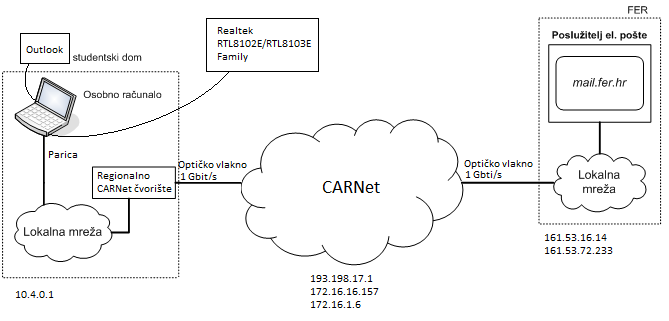 Outlook
studentski dom
Osobno računalo
Parica
Regionalno
CARNet čvorište
Lokalna mreža
10.4.0.1
Realtek
RTL8102E/RTL8103E
Family
Optičko vlakno
1 Gbit/s
CARNet
193.198.17.1
172.16.16.157
172.16.1.6
Optičko vlakno
1 Gbti/s
FER
Poslužitelj el. pošte
mail.fer.hr
Lokalna
mreža
161.53.16.14
161.53.72.233